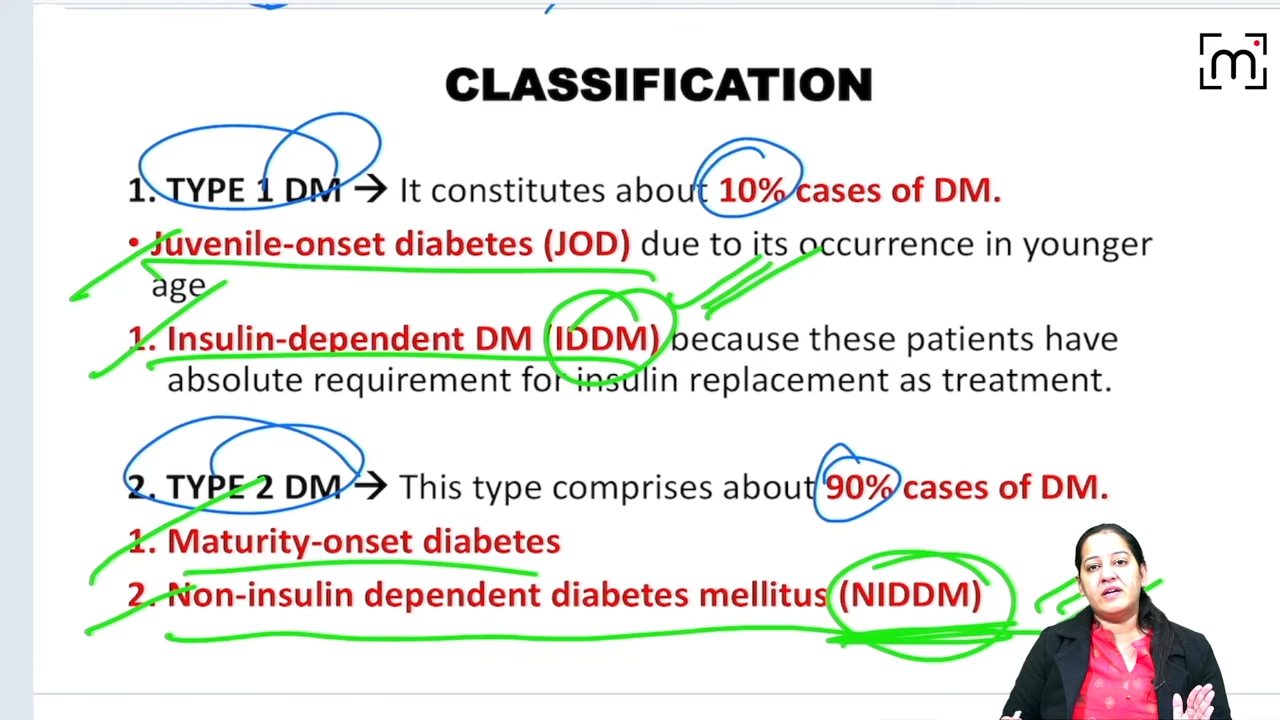 m
CLASSIFICATION
1. TYPE 1 DM → It constitutes about 10% cases of DM.
• Juvenile-onset diabetes (JOD) due to its occurrence in younger
age
1. Insulin-dependent DM (IDDM) because these patients have
absolute requirement for insulin replacement as treatment.
2. TYPE 2 DM → This type comprises about 90% cases of DM.
1. Maturity-onset diabetes
2. Non-insulin dependent diabetes mellitus (NIDDM)